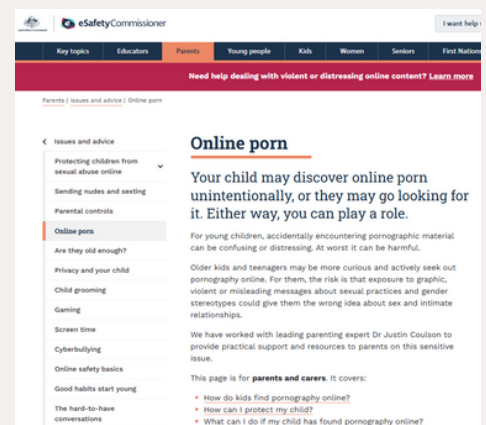 eSafetyCommissioner
I want help
Key topics Educators Parents Young people Kids Women Seniors First Nations
Need help dealing with violent or distressing online content? Learn more
Parents | Issues and advice | Online porn
Issues and advice
Protecting children from
sexual abuse online
Sending nudes and sexting
Parental controls
Online porn
Are they old enough?
Privacy and your child
Child grooming
Gaming
Screen time
Cyberbullying
Online safety basics
Good habits start young
The hard-to-have
conversations
Online porn
Your child may discover online porn
unintentionally, or they may go looking for
it. Either way, you can play a role.
For young children, accidentally encountering pornographic material
can be confusing or distressing. At worst it can be harmful.
Older kids and teenagers may be more curious and actively seek out
pornography online. For them, the risk is that exposure to graphic,
violent or misleading messages about sexual practices and gender
stereotypes could give them the wrong idea about sex and intimate
relationships.
We have worked with leading parenting expert Dr Justin Coulson to
provide practical support and resources to parents on this sensitive
issue.
This page is for parents and carers. It covers:
• How do kids find pornography online?
• How can I protect my child?
• What can I do if my child has found pornography online?